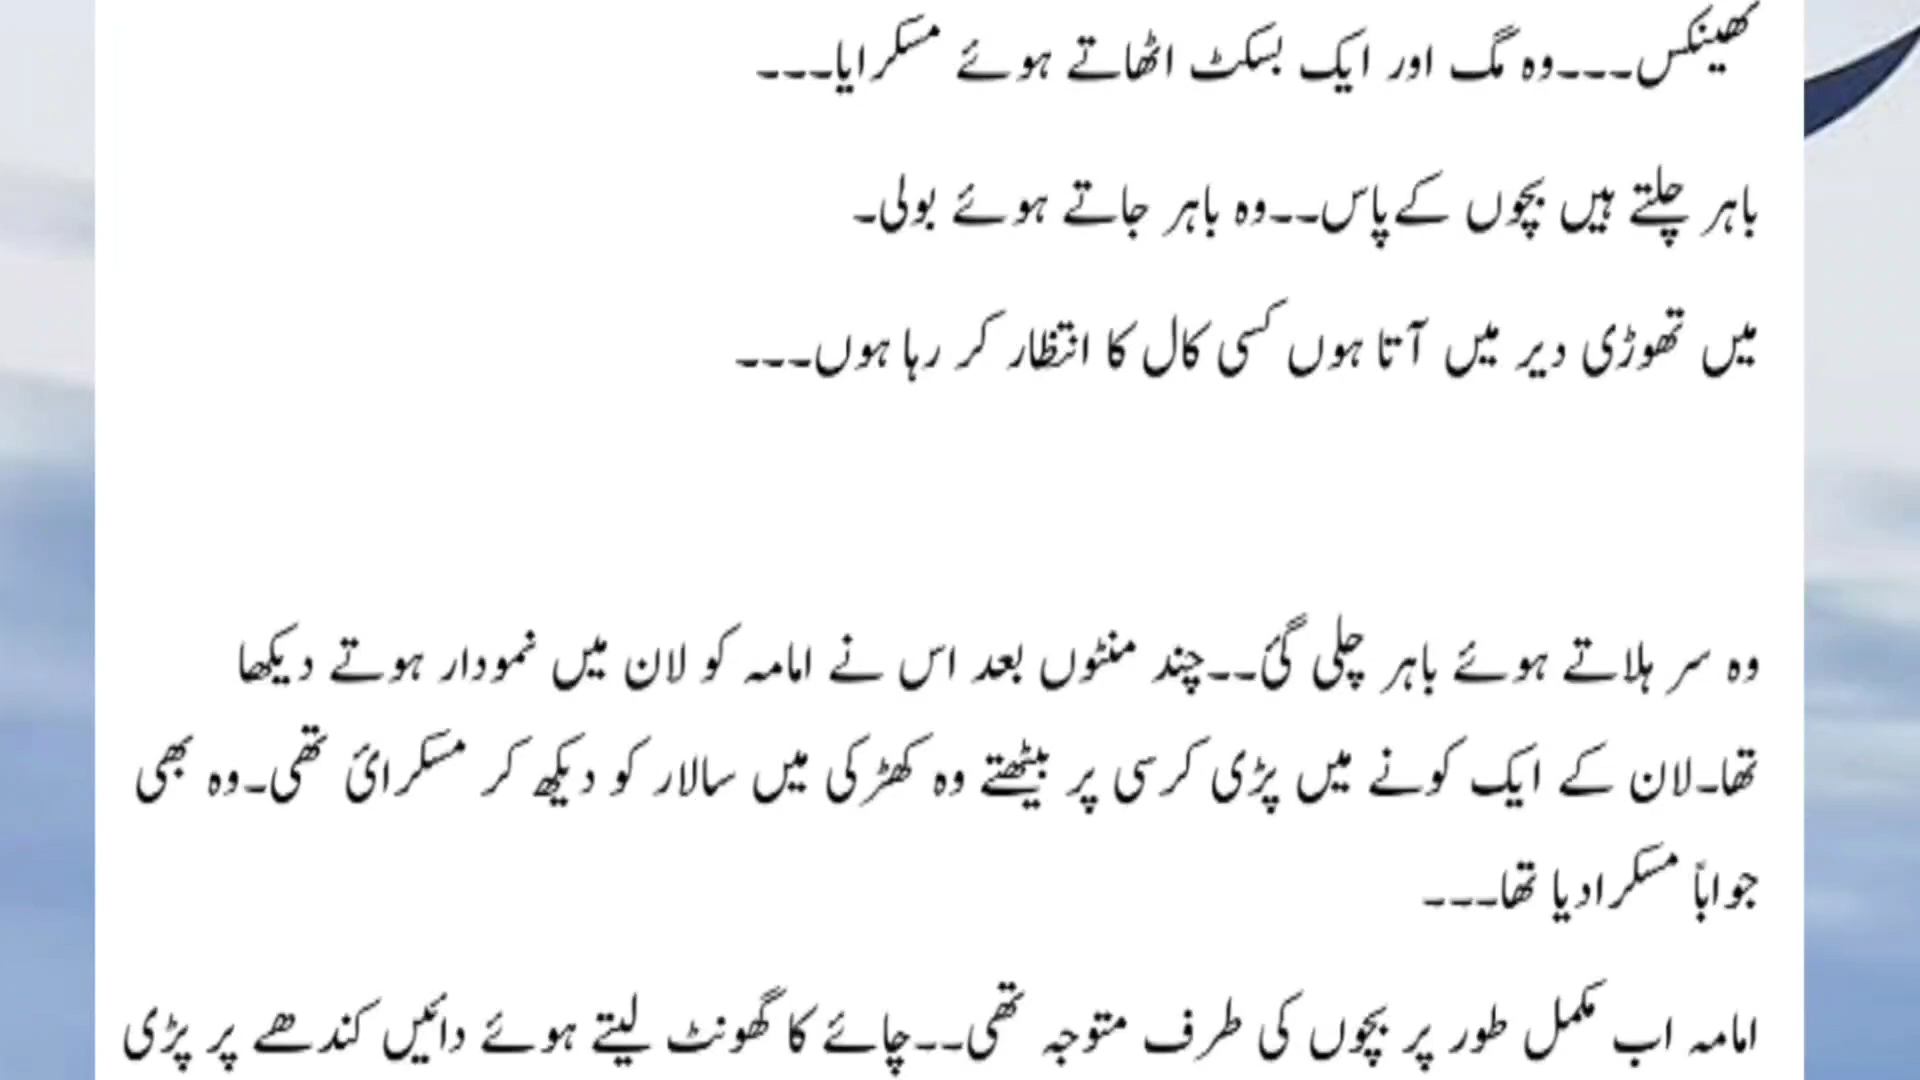 تھینکس۔۔۔وہ مگ اور ایک بسکٹ اٹھاتے ہوئے مسکرایا۔۔۔
باہر چلتے ہیں بچوں کے پاس۔۔وہ باہر جاتے ہوئے بولی۔
میں تھوڑی دیر میں آتا ہوں کسی کال کا انتظار کر رہا ہوں۔۔۔
وہ سر ہلاتے ہوئے باہر چلی گئ۔۔چند منٹوں بعد اس نے امامہ کو لان میں نمودار ہوتے دیکھا
تھا۔لان کے ایک کونے میں پڑی کرسی پر بیٹھتے وہ کھڑکی میں سالار کو دیکھ کر مسکرائ تھی۔وہ بھی
جواباً مسکرادیا تھا۔۔۔
امامہ اب مکمل طور پر بچوں کی طرف متوجہ تھی۔۔چائے کا گھونٹ لیتے ہوئے دائیں کندھے پر پڑی